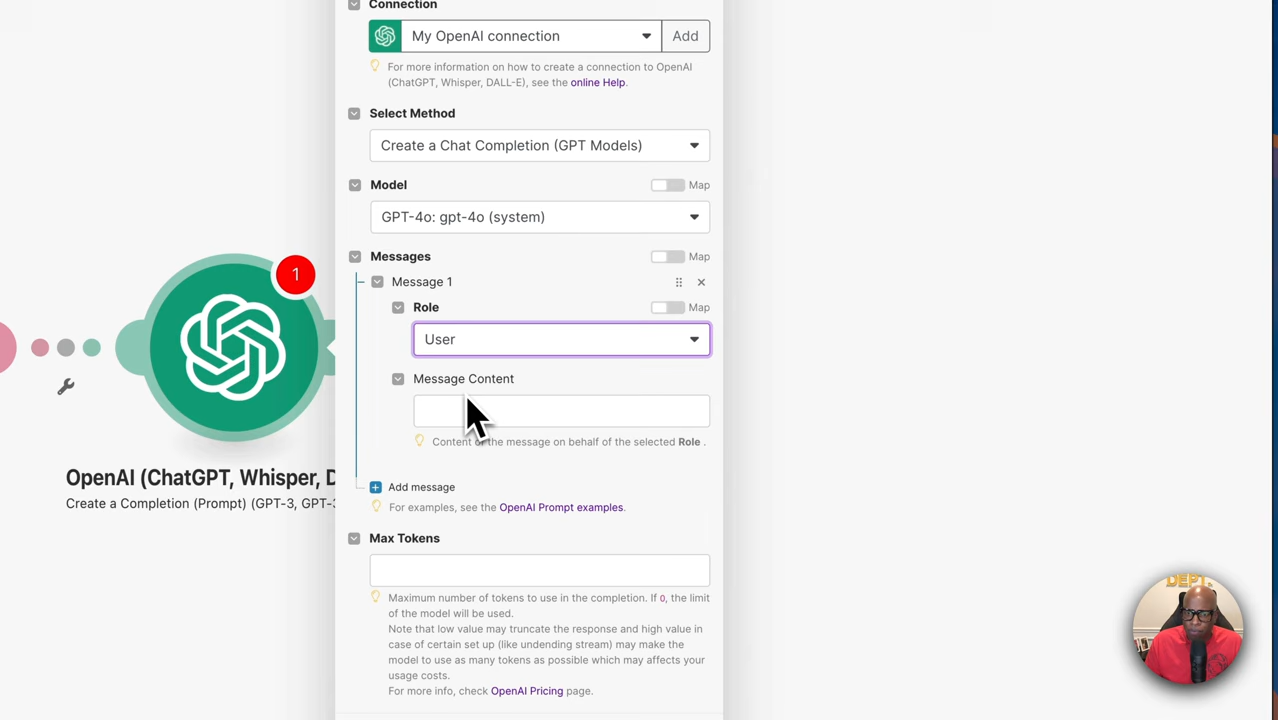 Connection
My OpenAI connection
Add
For more information on how to create a connection to OpenAI
(ChatGPT, Whisper, DALL-E), see the online Help.
Select Method
Create a Chat Completion (GPT Models)
Model
Map
GPT-4o: gpt-4o (system)
Messages
Map
Message 1
1
Role
Map
User
Message Content
Content of the message on behalf of the selected Role .
OpenAI (ChatGPT, Whisper, D
Add message
Create a Completion (Prompt) (GPT-3, GPT-3
For examples, see the OpenAI Prompt examples.
Max Tokens
Maximum number of tokens to use in the completion. If 0, the limit
of the model will be used.
Note that low value may truncate the response and high value in
case of certain set up (like undending stream) may make the
model to use as many tokens as possible which may affects your
usage costs.
For more info, check OpenAI Pricing page.
DEPT.